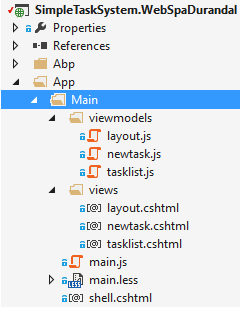 SimpleTaskSystem.WebSpaDurandal
Properties
References
Abp
App
Main
viewmodels
layout.js
newtask.js
tasklist.js
views
layout.cshtml
newtask.cshtml
tasklist.cshtml
main.js
main.less
shell.cshtml